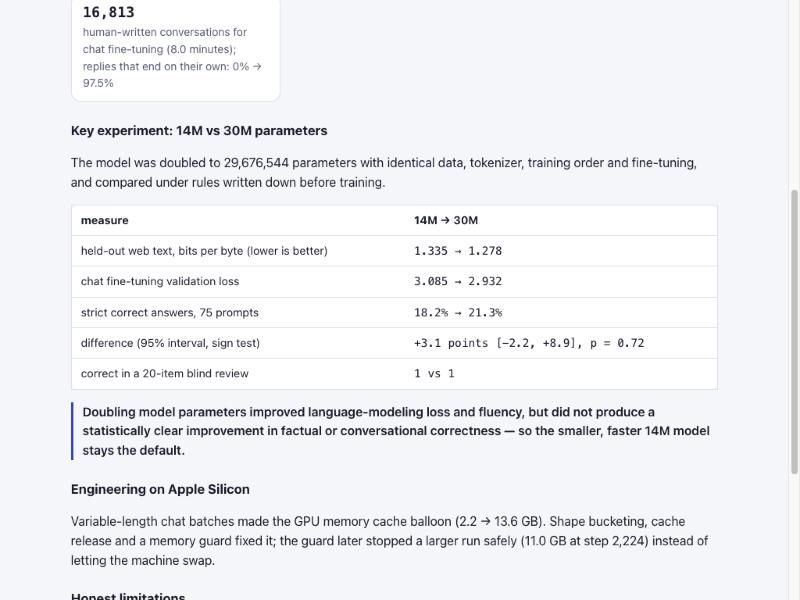 16,813
human-written conversations for
chat fine-tuning (8.0 minutes);
replies that end on their own: 0% →
97.5%
Key experiment: 14M vs 30M parameters
The model was doubled to 29,676,544 parameters with identical data, tokenizer, training order and fine-tuning,
and compared under rules written down before training.
measure 14M → 30M
held-out web text, bits per byte (lower is better) 1.335 → 1.278
chat fine-tuning validation loss 3.085 → 2.932
strict correct answers, 75 prompts 18.2% → 21.3%
difference (95% interval, sign test) +3.1 points [−2.2, +8.9], p = 0.72
correct in a 20-item blind review 1 vs 1
Doubling model parameters improved language-modeling loss and fluency, but did not produce a
statistically clear improvement in factual or conversational correctness — so the smaller, faster 14M model
stays the default.
Engineering on Apple Silicon
Variable-length chat batches made the GPU memory cache balloon (2.2 → 13.6 GB). Shape bucketing, cache
release and a memory guard fixed it; the guard later stopped a larger run safely (11.0 GB at step 2,224) instead of
letting the machine swap.
Honest limitations